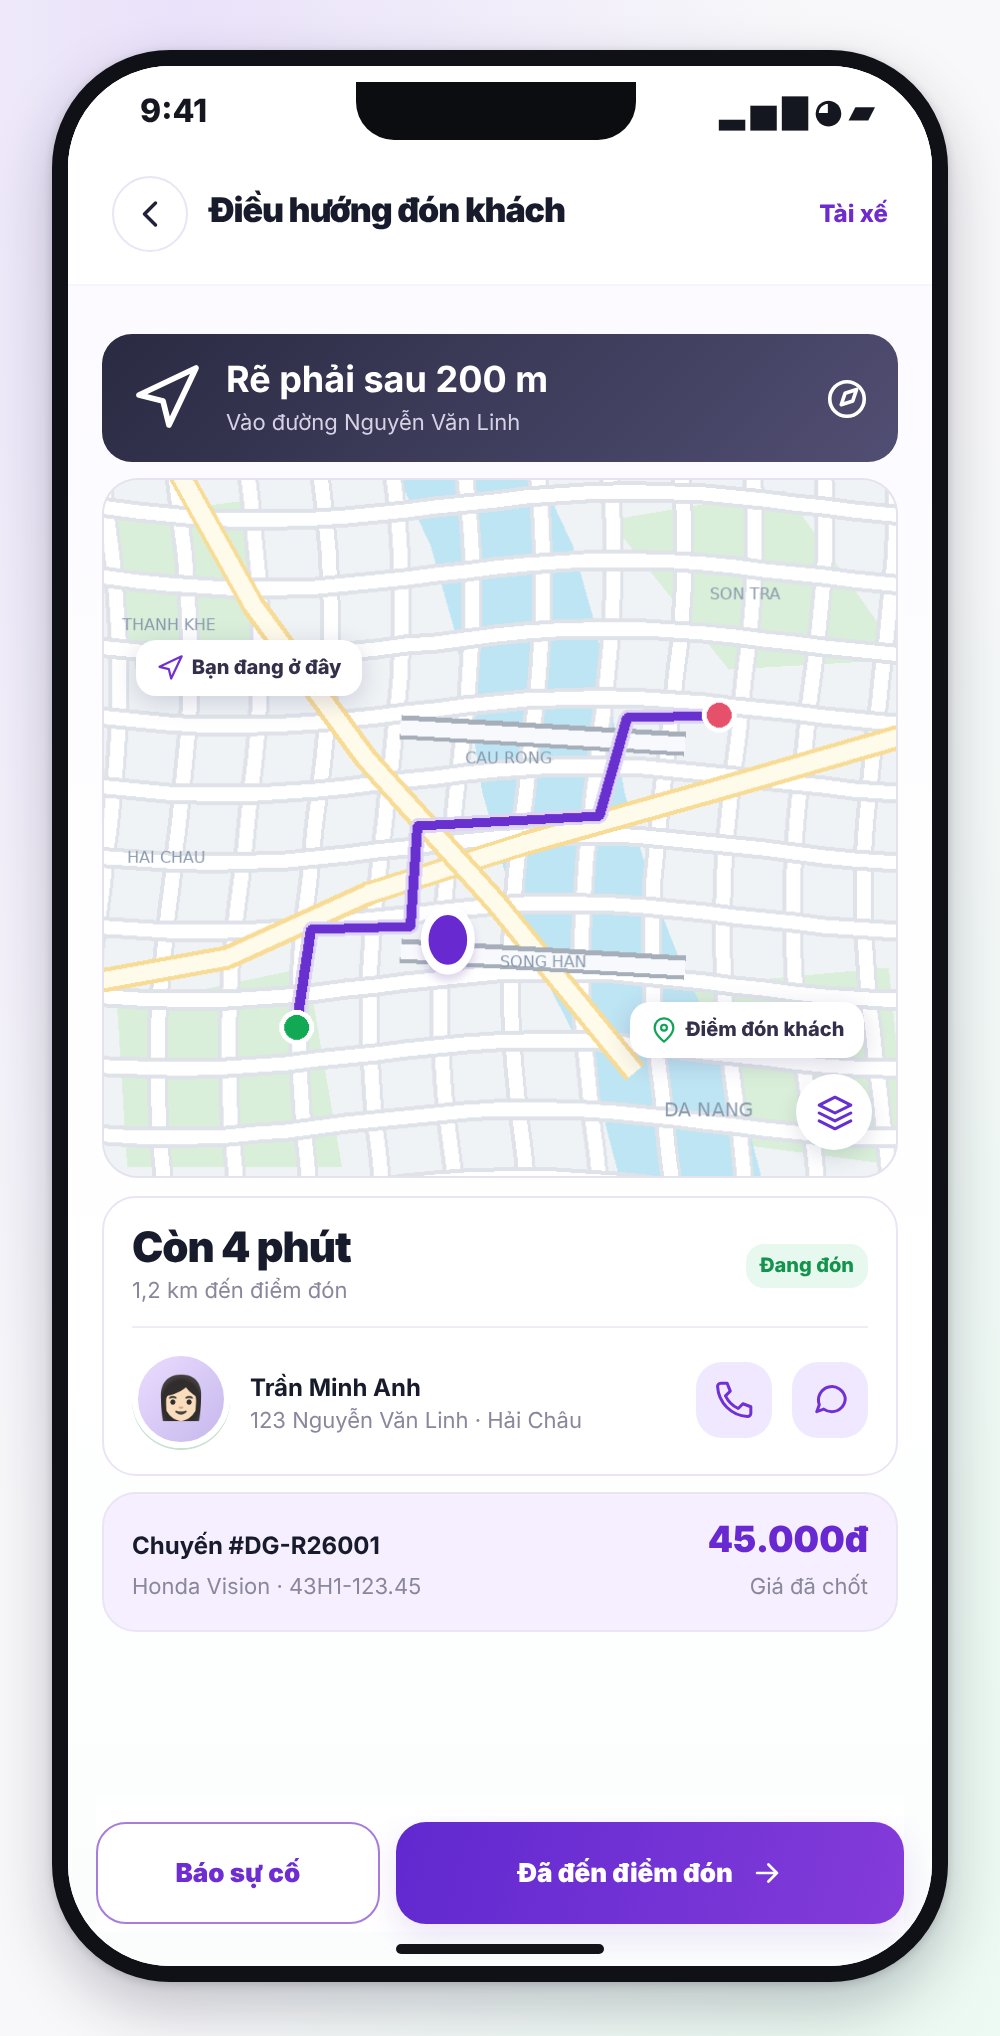 9:41
Điều hướng đón khách
Tài xế
Rẽ phải sau 200 m
Vào đường Nguyễn Văn Linh
SON TRA
THANH KHE
Bạn đang ở đây
CAU RONG
HAI CHAU
SONG HAN
Điểm đón khách
DA NANG
Còn 4 phút
1,2 km đến điểm đón
Đang đón
Trần Minh Anh
123 Nguyễn Văn Linh · Hải Châu
Chuyến #DG-R26001
45.000đ
Honda Vision · 43H1-123.45
Giá đã chốt
Báo sự cố
Đã đến điểm đón